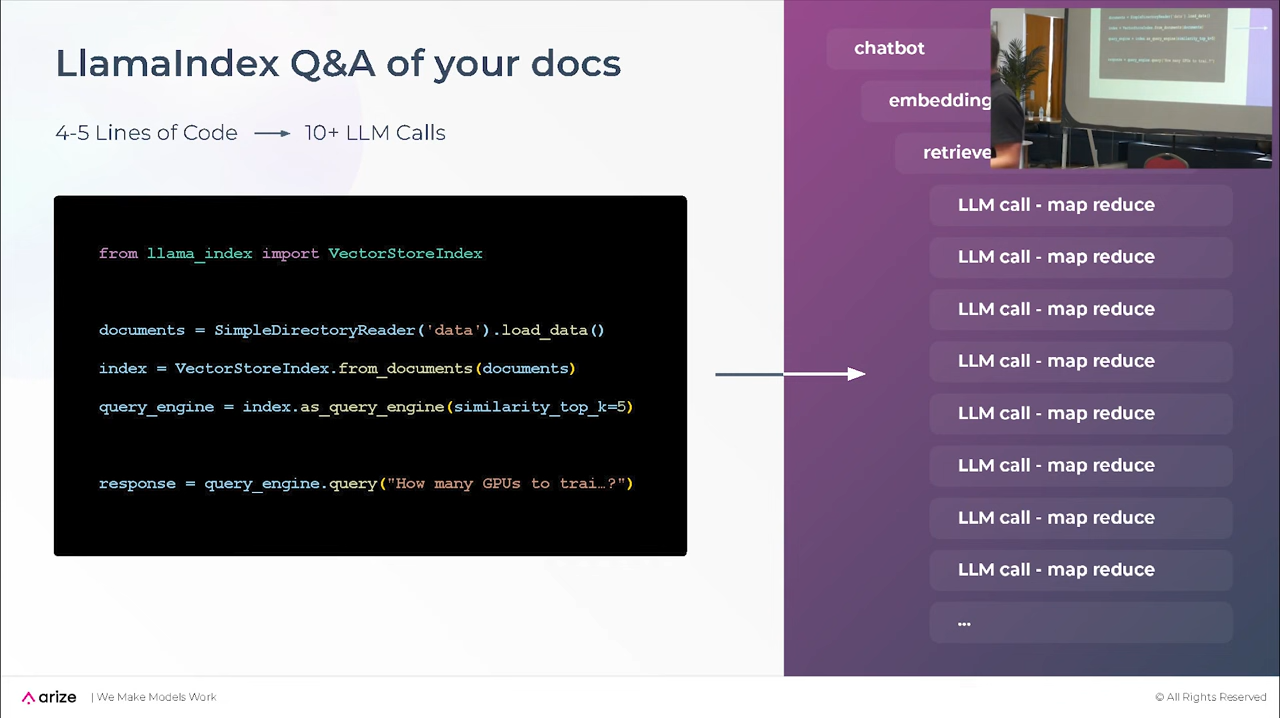 LlamaIndex Q&A of your docs
4-5 Lines of Code → 10+ LLM Calls
from llama_index import VectorStoreIndex
documents = SimpleDirectoryReader('data').load_data()
index = VectorStoreIndex.from_documents(documents)
query_engine = index.as_query_engine(similarity_top_k=5)
response = query_engine.query("How many GPUs to trai…?")
chatbot
embedding
retrieve
LLM call - map reduce
LLM call - map reduce
LLM call - map reduce
LLM call - map reduce
LLM call - map reduce
LLM call - map reduce
LLM call - map reduce
LLM call - map reduce
...
arize | We Make Models Work
© All Rights Reserved